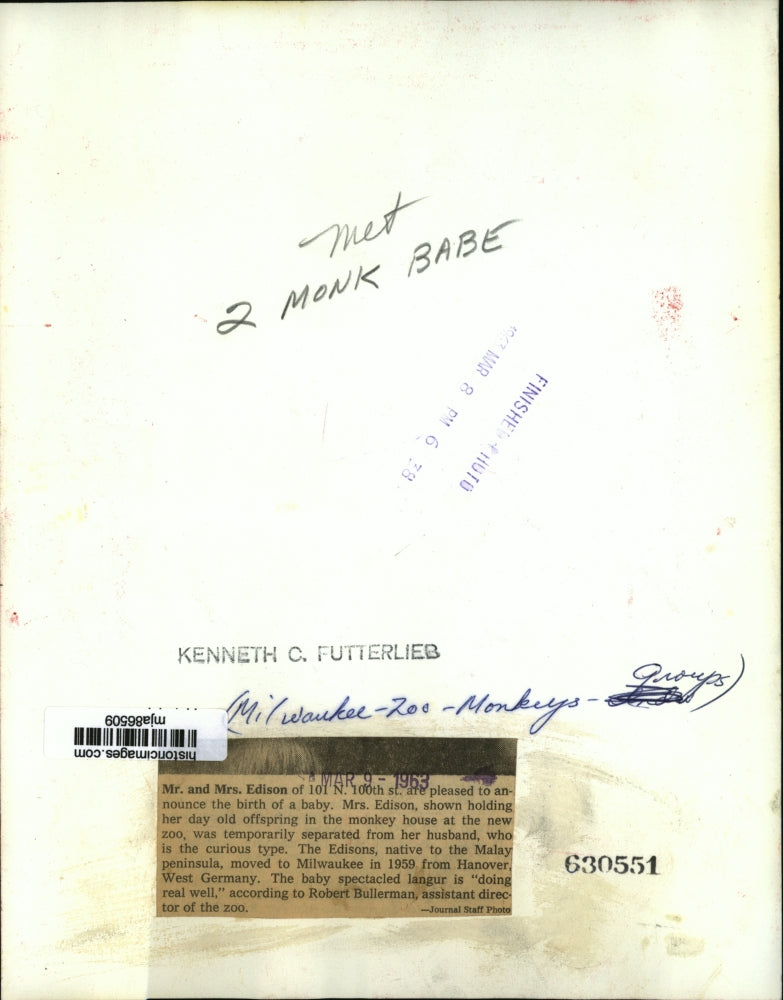 met
2 MONK BABE
1963 MAR 8 PM 6 38
FINISHED PHOTO
KENNETH C. FUTTERLIEB
(Milwaukee-Zoo-Monkeys-
groups)
mja86509
historicimages.com
MAR 9 - 1963
Mr. and Mrs. Edison of 101 N. 100th st. are pleased to an-
nounce the birth of a baby. Mrs. Edison, shown holding
her day old offspring in the monkey house at the new
zoo, was temporarily separated from her husband, who
is the curious type. The Edisons, native to the Malay
peninsula, moved to Milwaukee in 1959 from Hanover,
West Germany. The baby spectacled langur is “doing
real well,” according to Robert Bullerman, assistant direc-
tor of the zoo.
—Journal Staff Photo
630551